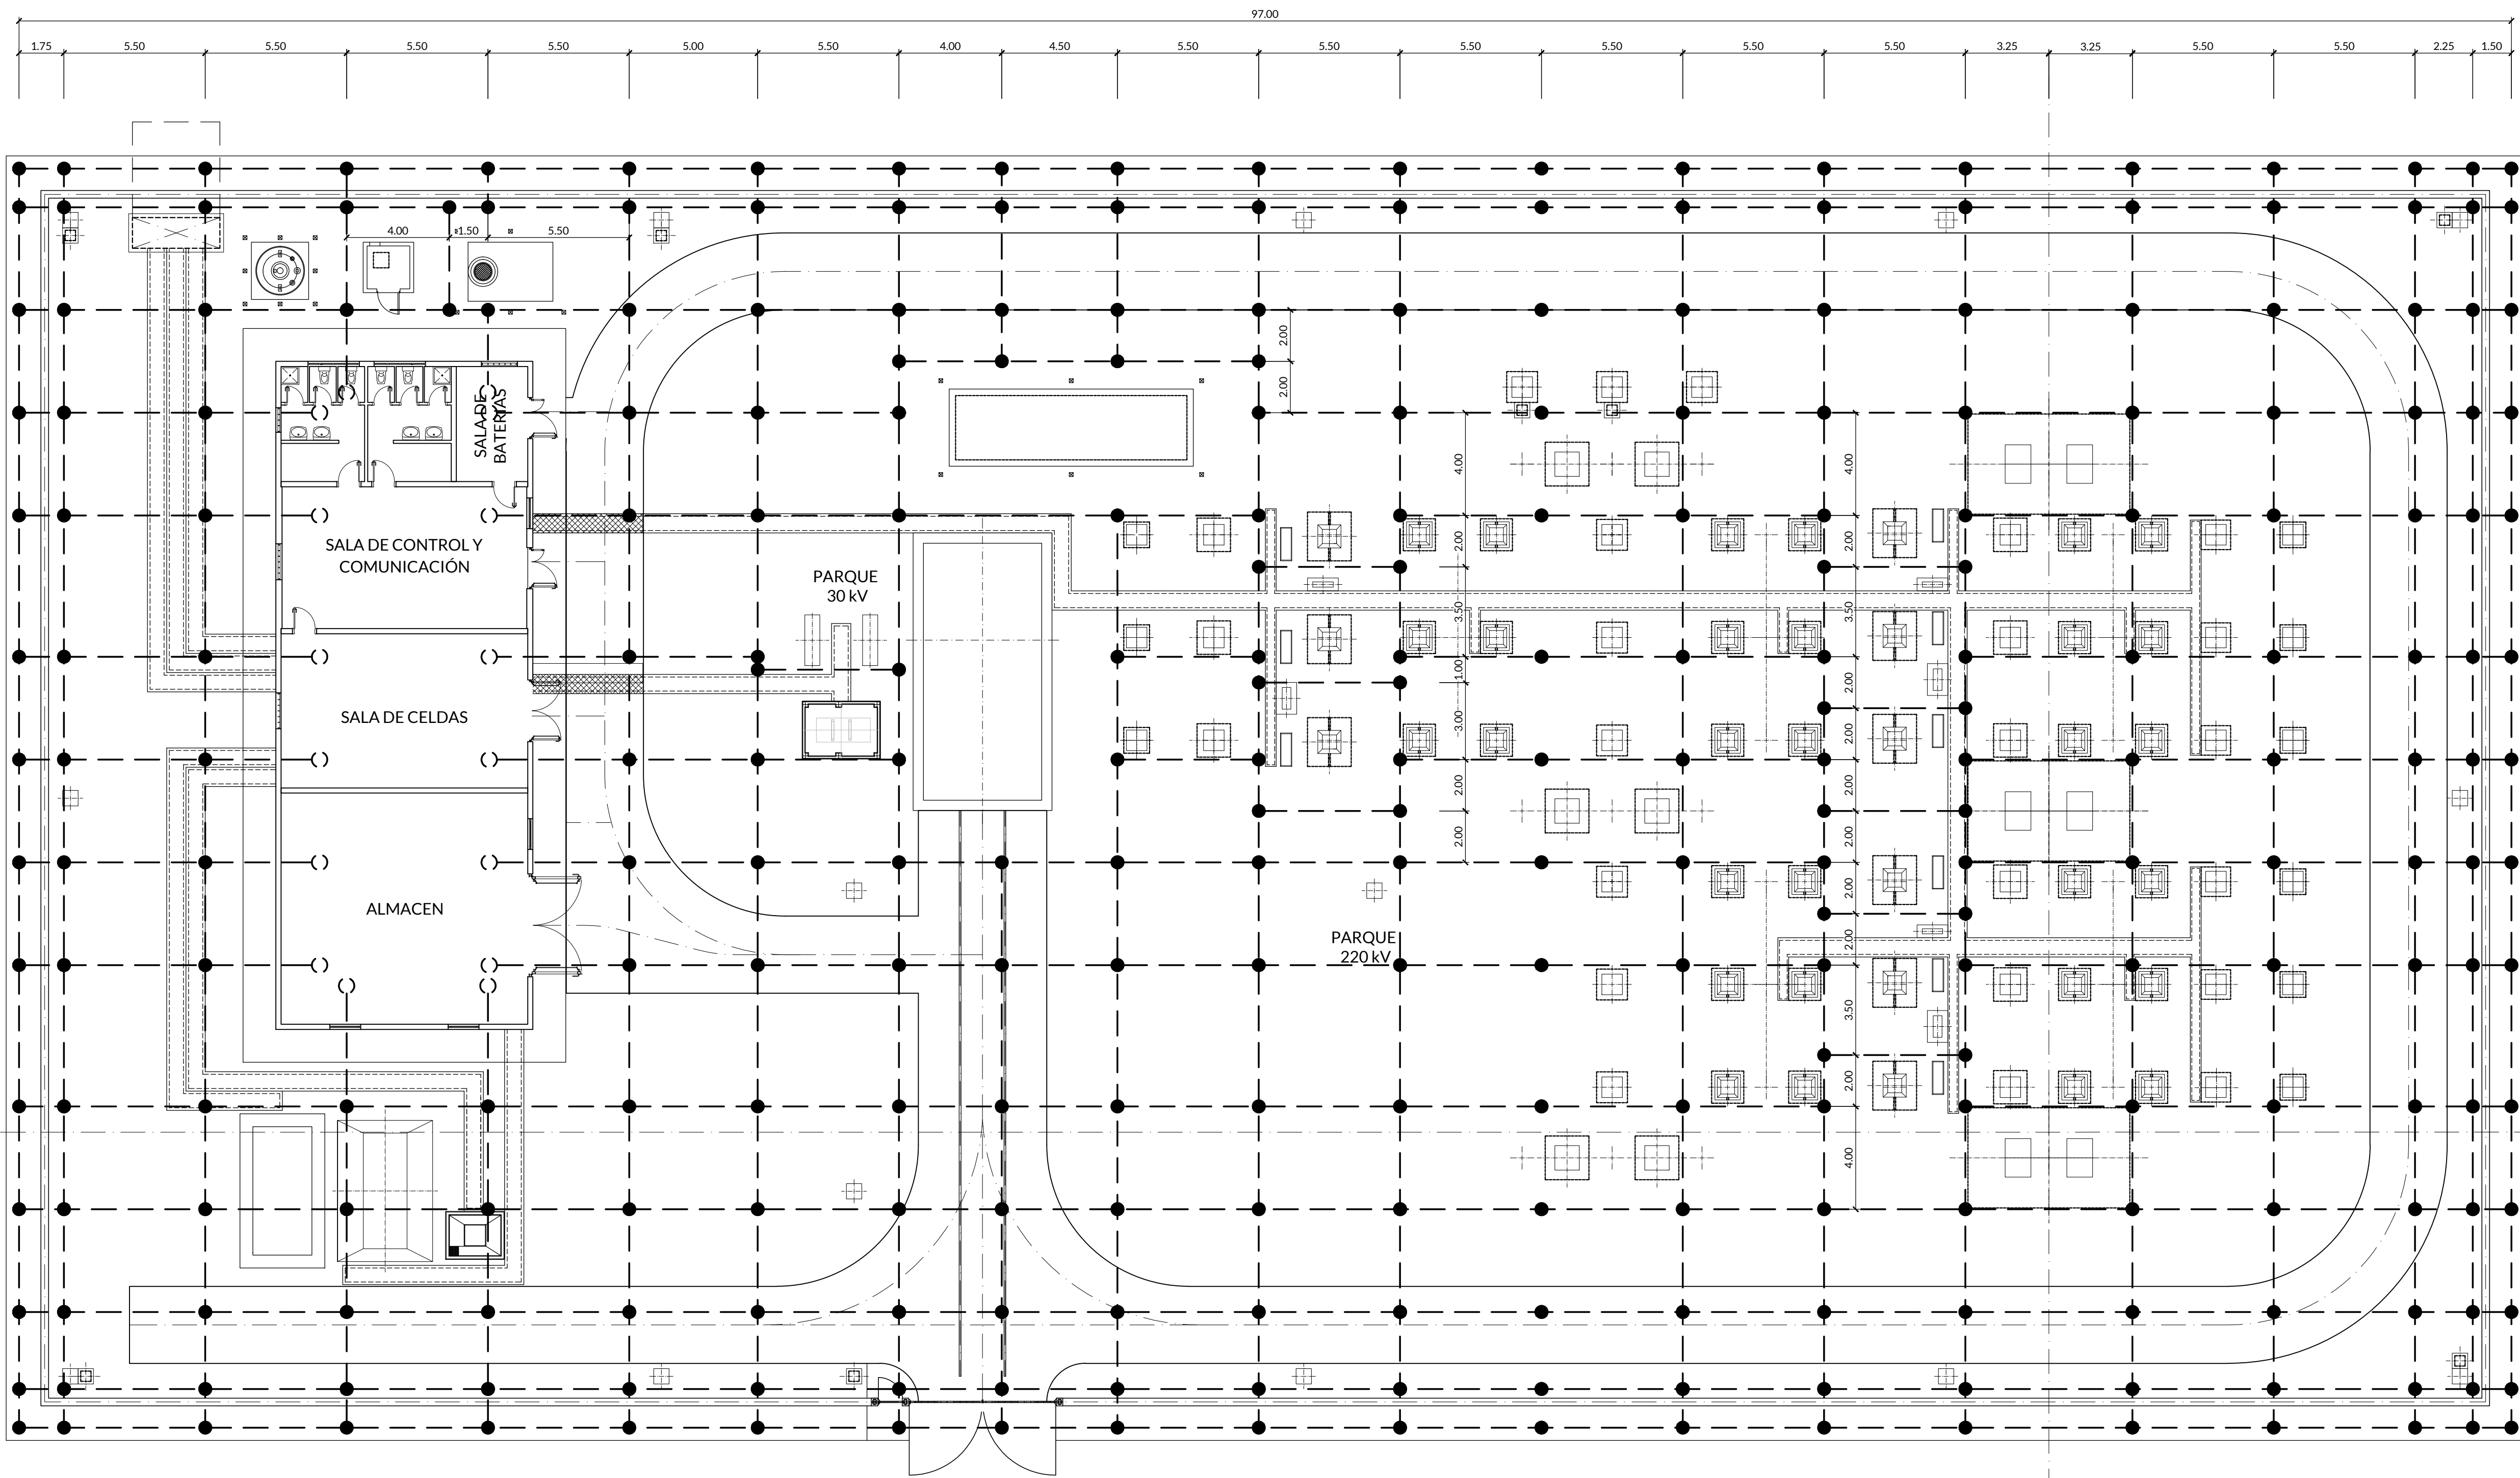 97.00
1.75 5.50 5.50 5.50 5.50 5.00 5.50 4.00 4.50 5.50 5.50 5.50 5.50 5.50 5.50 3.25 3.25 5.50 5.50 2.25 1.50
4.00 1.50 5.50
2.00
2.00
SALA DE
BATERÍAS
4.00 4.00
SALA DE CONTROL Y
COMUNICACIÓN
2.00 2.00
PARQUE
30 kV
3.50 3.50
1.00 2.00
SALA DE CELDAS
3.00 2.00
2.00 2.00
2.00 2.00
ALMACEN
2.00
PARQUE
220 kV
2.00
3.50
2.00
4.00